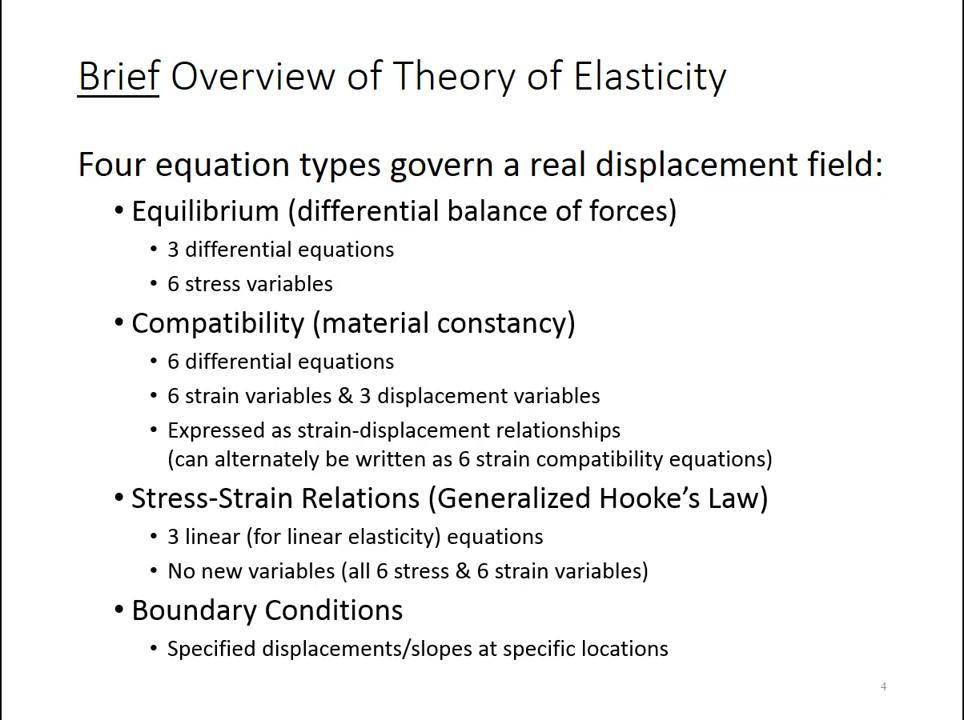 Brief Overview of Theory of Elasticity
Four equation types govern a real displacement field:
• Equilibrium (differential balance of forces)
• 3 differential equations
• 6 stress variables
• Compatibility (material constancy)
• 6 differential equations
• 6 strain variables & 3 displacement variables
• Expressed as strain-displacement relationships
(can alternately be written as 6 strain compatibility equations)
• Stress-Strain Relations (Generalized Hooke’s Law)
• 3 linear (for linear elasticity) equations
• No new variables (all 6 stress & 6 strain variables)
• Boundary Conditions
• Specified displacements/slopes at specific locations
4